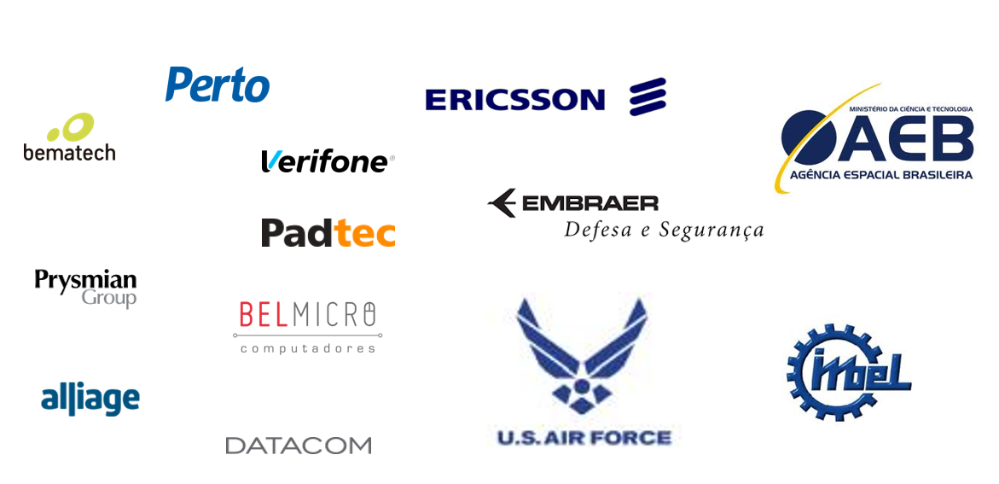 Perto
ERICSSON
MINISTÉRIO DA CIÊNCIA E TECNOLOGIA
AEB
AGÊNCIA ESPACIAL BRASILEIRA
bematech
Verifone®
EMBRAER
Defesa e Segurança
Padtec
Prysmian
Group
BELMICRO
computadores
imbel
alliage
U.S. AIR FORCE
DATACOM